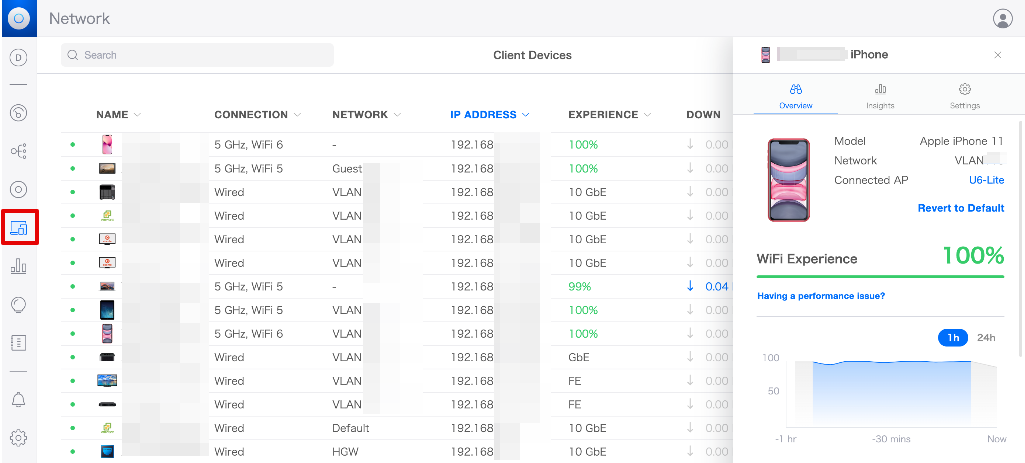 Network
D
Search
Client Devices
NAME CONNECTION NETWORK IP ADDRESS EXPERIENCE DOWN
5 GHz, WiFi 6 - 192.168 100% 0.00
5 GHz, WiFi 5 Guest 192.168 100% 0.00
Wired VLAN 192.168 10 GbE 0.00
Wired VLAN 192.168 10 GbE 0.00
Wired VLAN 192.168 10 GbE 0.00
Wired VLAN 192.168 10 GbE 0.00
5 GHz, WiFi 5 - 192.168 99% 0.04
5 GHz, WiFi 5 VLAN 192.168 100% 0.00
5 GHz, WiFi 6 VLAN 192.168 100% 0.00
Wired VLAN 192.168 GbE 0.00
Wired VLAN 192.168 FE 0.00
Wired VLAN 192.168 FE 0.00
Wired Default 192.168 10 GbE 0.00
Wired HGW 192.168 10 GbE 0.00
iPhone
Overview Insights Settings
Model Apple iPhone 11
Network VLAN
Connected AP U6-Lite
Revert to Default
WiFi Experience 100%
Having a performance issue?
1h 24h
100
50
-1 hr -30 mins Now